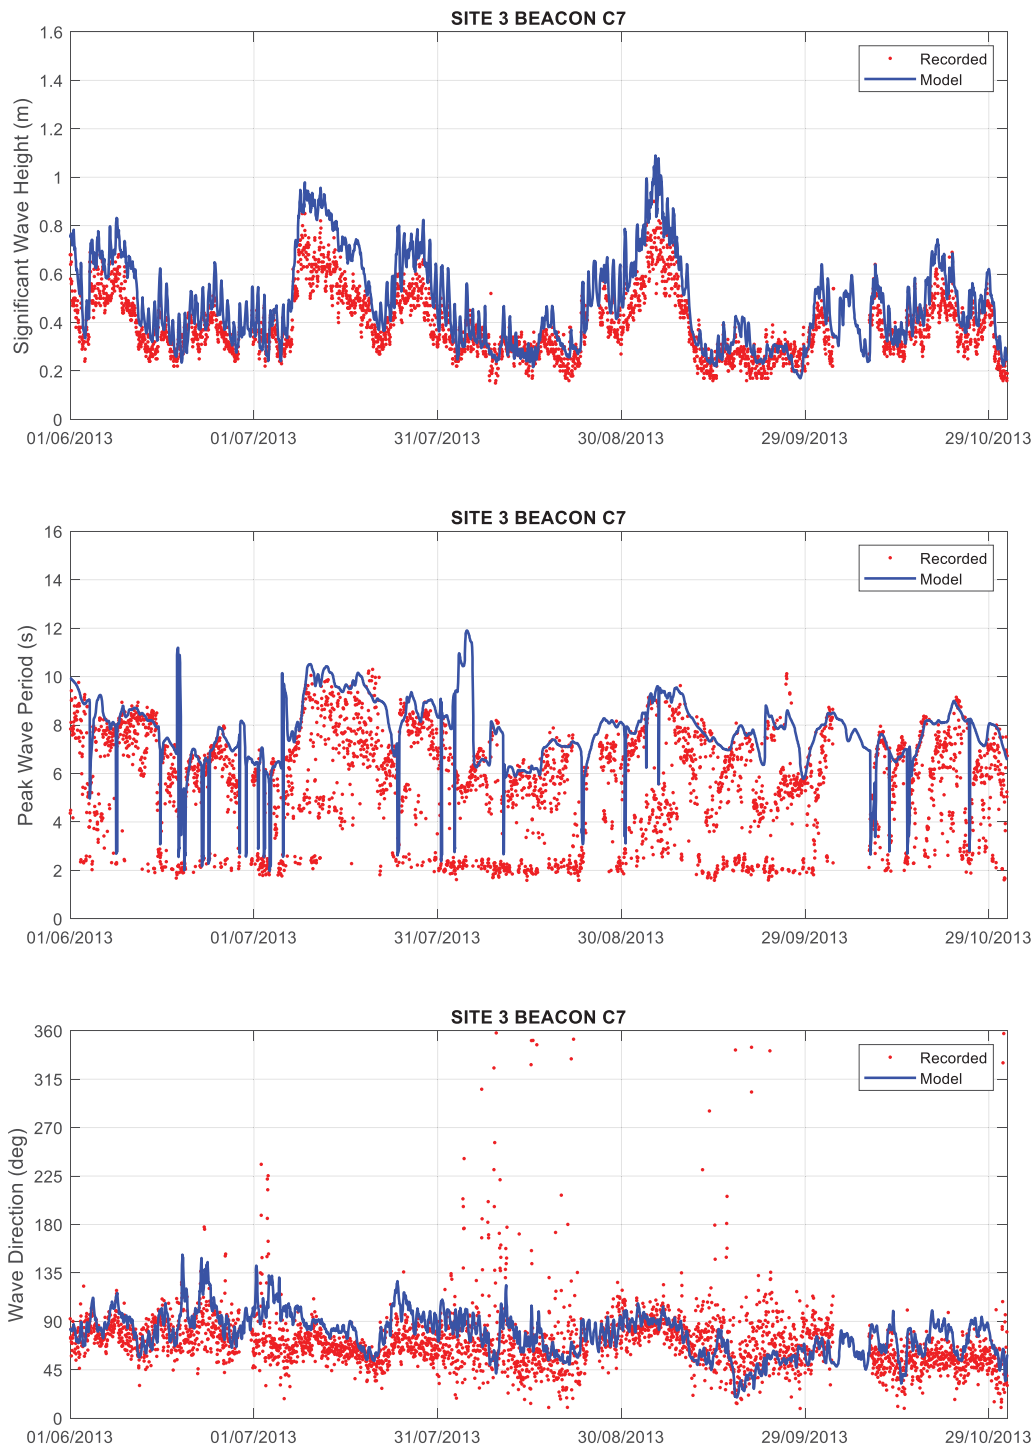 SITE 3 BEACON C7
1.6
1.4
1.2
1
0.8
0.6
0.4
0.2
0
Significant Wave Height (m)
Recorded
Model
01/06/2013 01/07/2013 31/07/2013 30/08/2013 29/09/2013 29/10/2013
SITE 3 BEACON C7
16
14
12
10
8
6
4
2
0
Peak Wave Period (s)
Recorded
Model
01/06/2013 01/07/2013 31/07/2013 30/08/2013 29/09/2013 29/10/2013
SITE 3 BEACON C7
360
315
270
225
180
135
90
45
0
Wave Direction (deg)
Recorded
Model
01/06/2013 01/07/2013 31/07/2013 30/08/2013 29/09/2013 29/10/2013